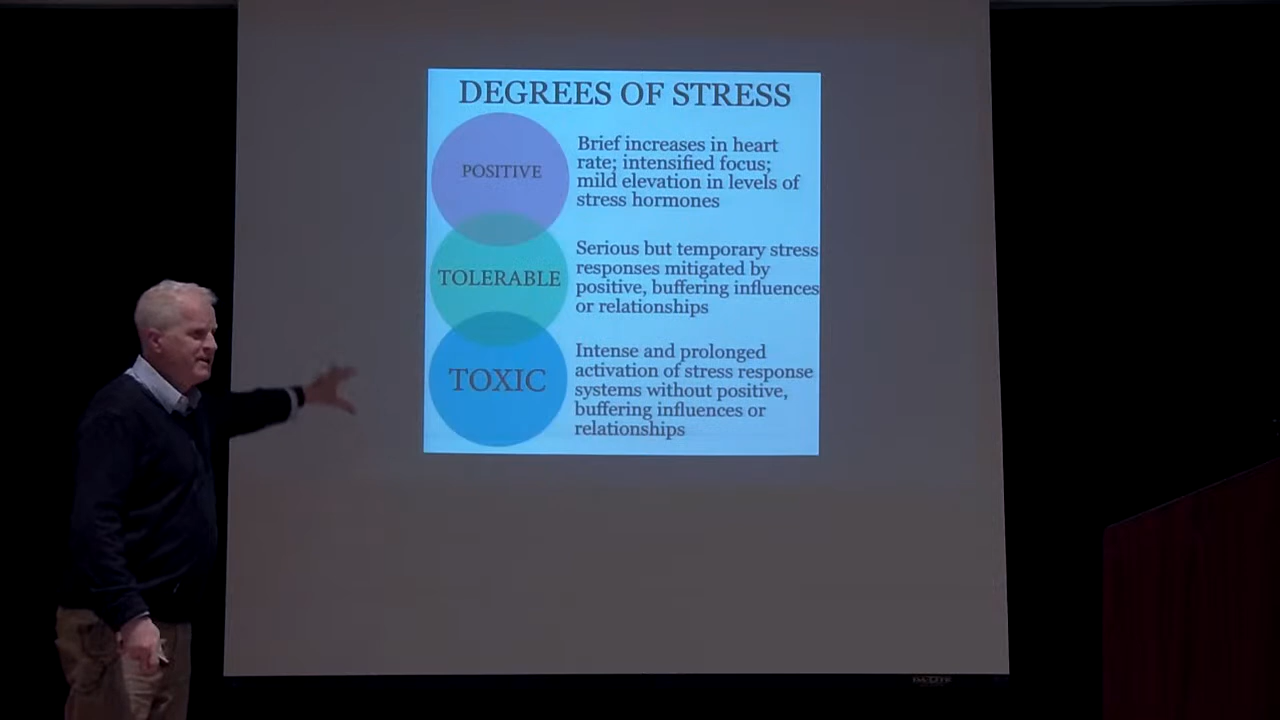 DEGREES OF STRESS
POSITIVE
Brief increases in heart
rate; intensified focus;
mild elevation in levels of
stress hormones
TOLERABLE
Serious but temporary stress
responses mitigated by
positive, buffering influences
or relationships
TOXIC
Intense and prolonged
activation of stress response
systems without positive,
buffering influences or
relationships